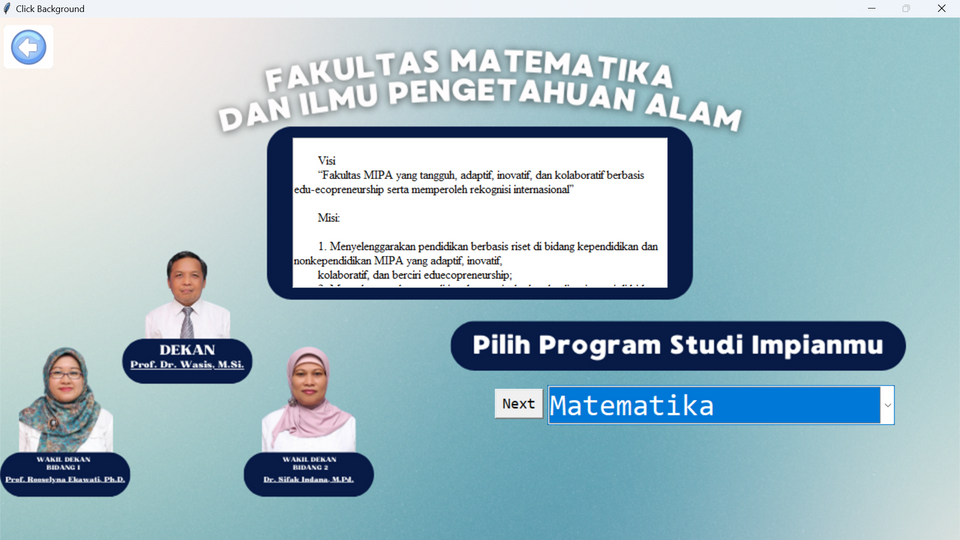 Click Background
FAKULTAS MATEMATIKA
DAN ILMU PENGETAHUAN ALAM
Visi
“Fakultas MIPA yang tangguh, adaptif, inovatif, dan kolaboratif berbasis
edu-ecopreneurship serta memperoleh rekognisi internasional”
Misi:
1. Menyelenggarakan pendidikan berbasis riset di bidang kependidikan dan
nonkependidikan MIPA yang adaptif, inovatif,
kolaboratif, dan berciri eduecopreneurship;
DEKAN
Prof. Dr. Wasis, M.Si.
WAKIL DEKAN
BIDANG 1
Prof. Rooselyna Ekawati, Ph.D.
WAKIL DEKAN
BIDANG 2
Dr. Sifak Indana, M.Pd.
Pilih Program Studi Impianmu
Next
Matematika